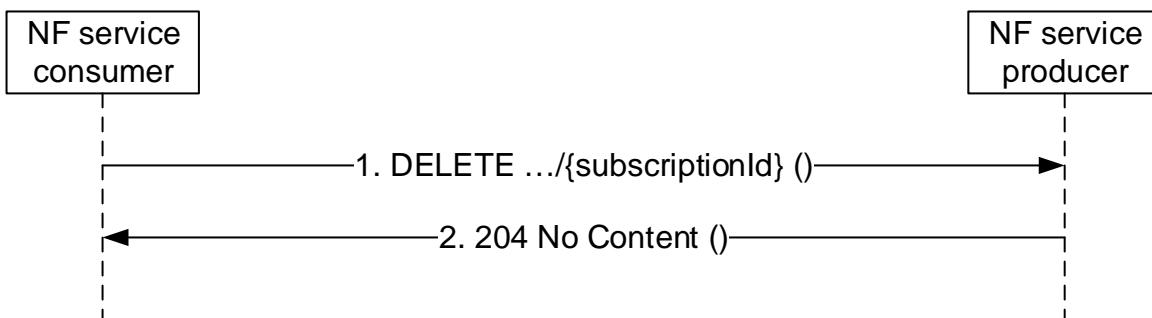 NF service
consumer
NF service
producer
1. DELETE …/{subscriptionId} ()
2. 204 No Content ()